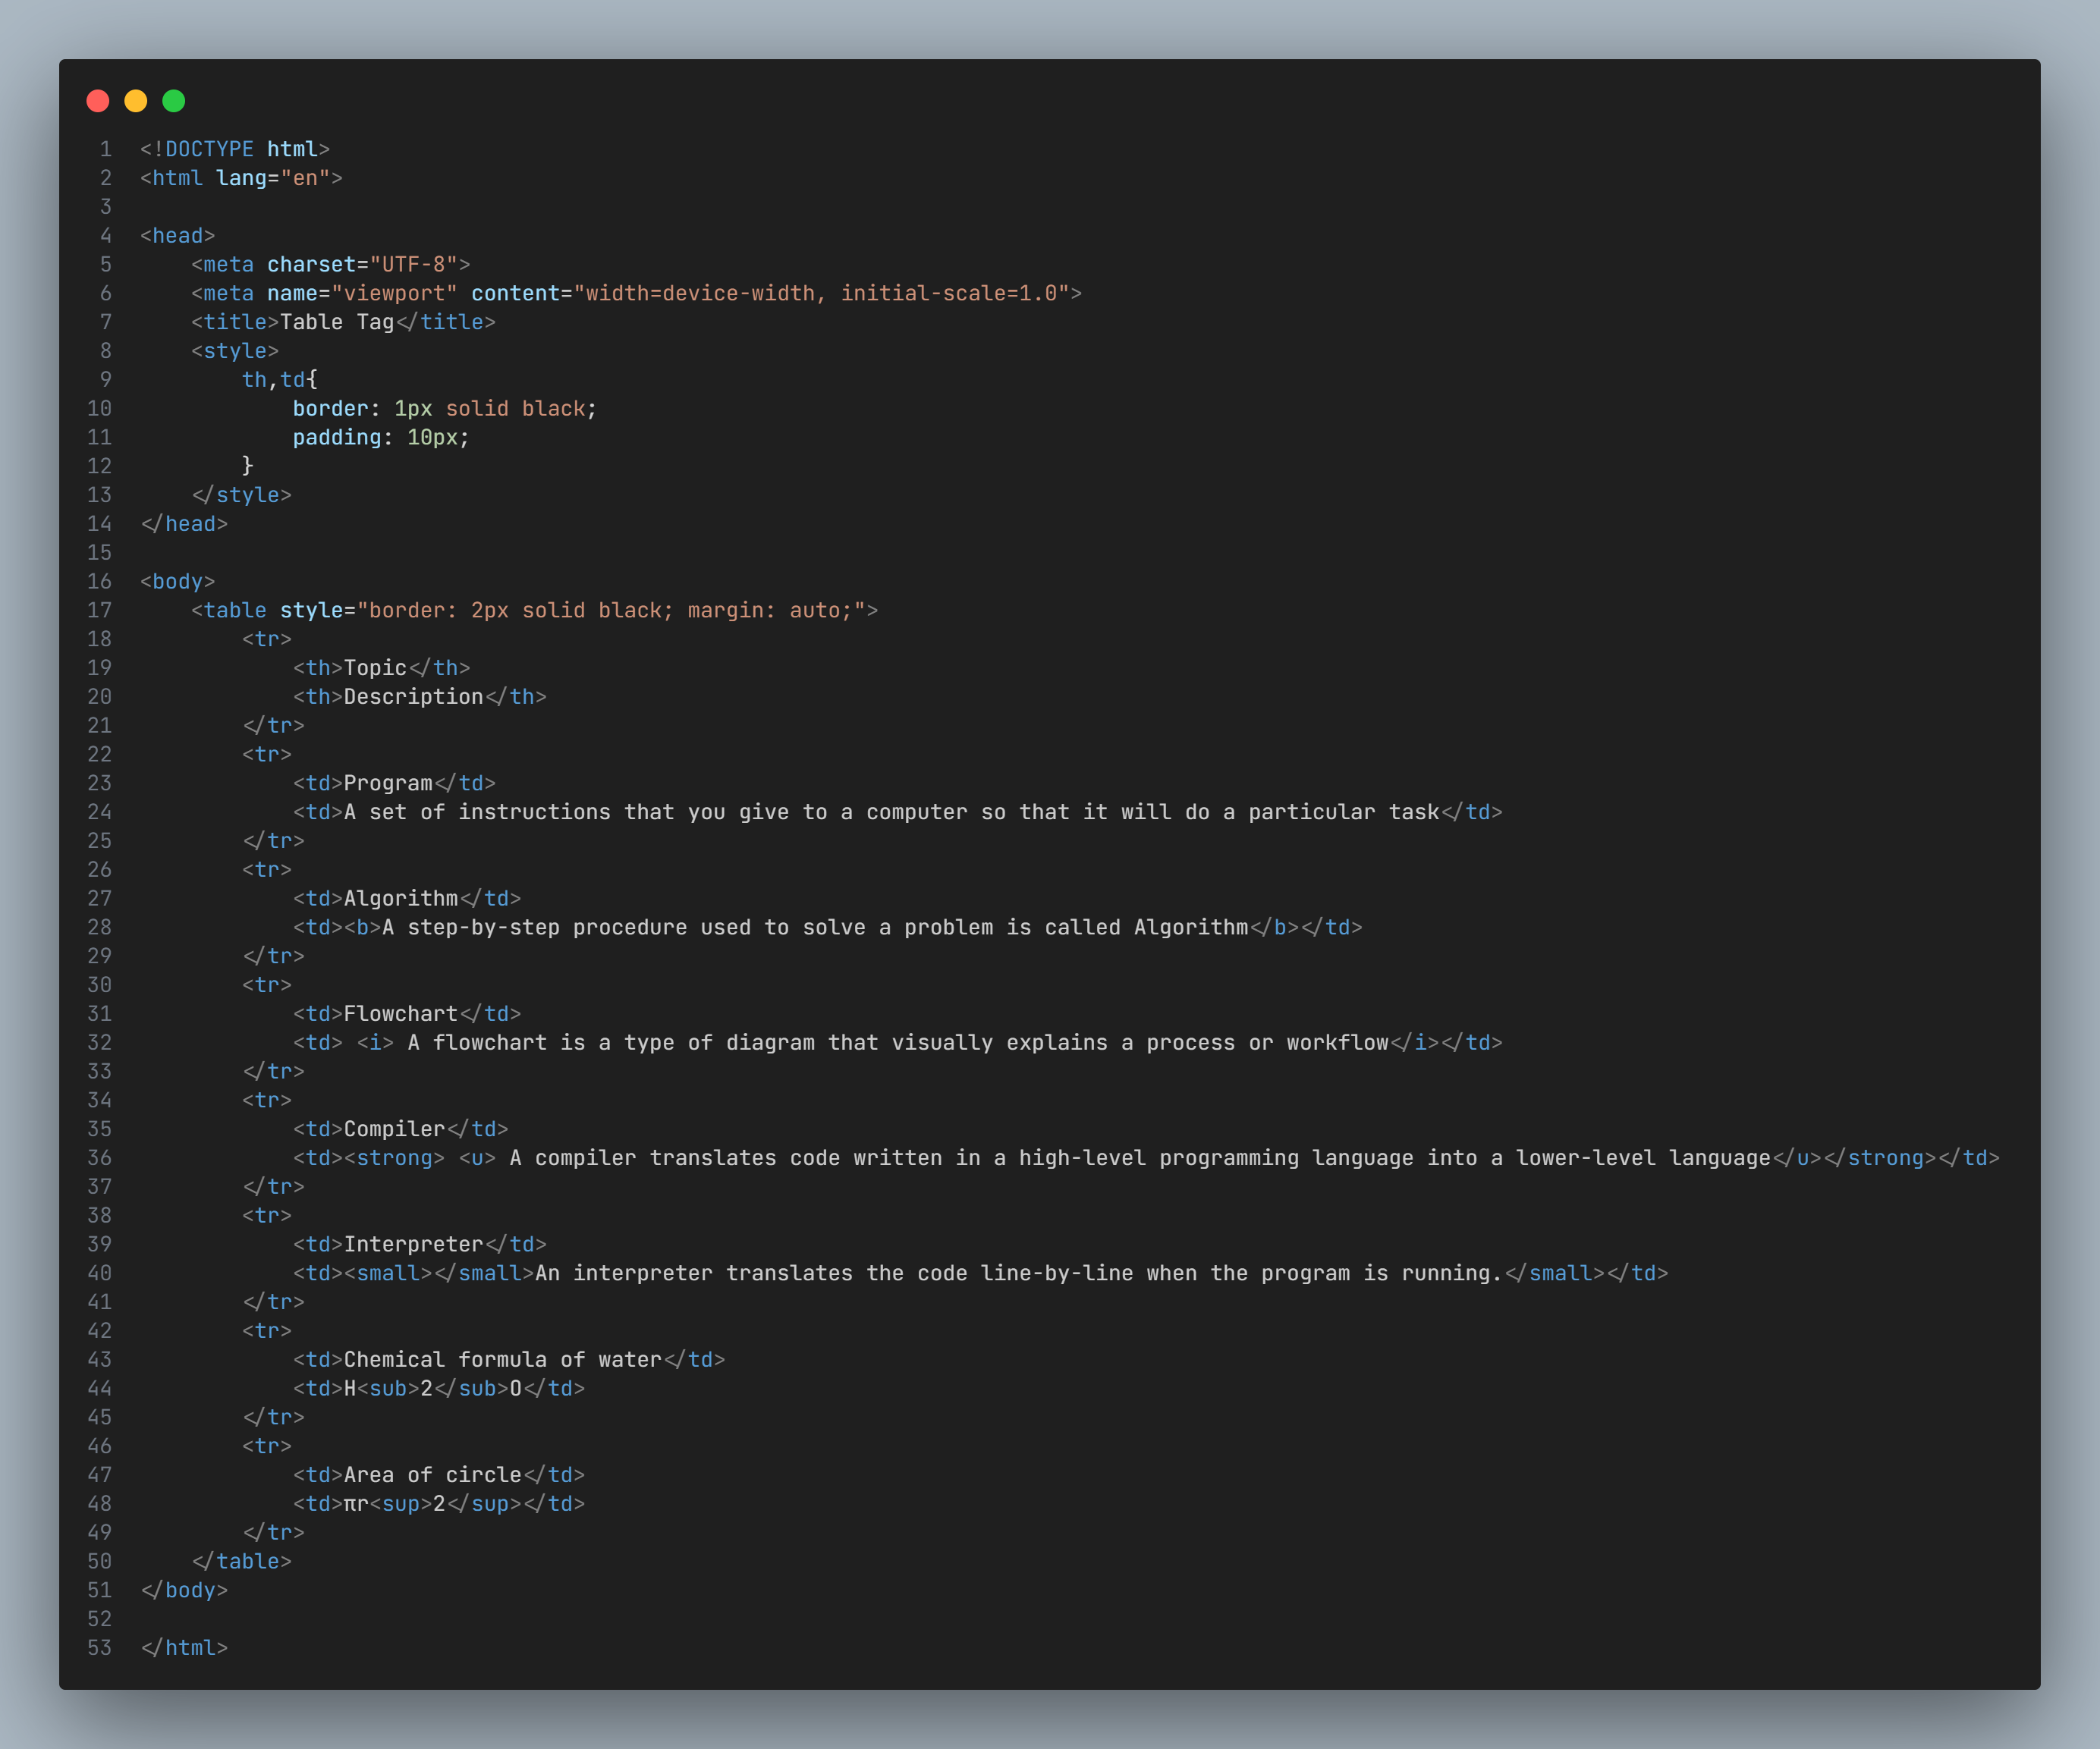 1 <!DOCTYPE html>
2 <html lang="en">
3
4 <head>
5     <meta charset="UTF-8">
6     <meta name="viewport" content="width=device-width, initial-scale=1.0">
7     <title>Table Tag</title>
8     <style>
9         th,td{
10             border: 1px solid black;
11             padding: 10px;
12         }
13     </style>
14 </head>
15
16 <body>
17     <table style="border: 2px solid black; margin: auto;">
18         <tr>
19             <th>Topic</th>
20             <th>Description</th>
21         </tr>
22         <tr>
23             <td>Program</td>
24             <td>A set of instructions that you give to a computer so that it will do a particular task</td>
25         </tr>
26         <tr>
27             <td>Algorithm</td>
28             <td><b>A step-by-step procedure used to solve a problem is called Algorithm</b></td>
29         </tr>
30         <tr>
31             <td>Flowchart</td>
32             <td> <i> A flowchart is a type of diagram that visually explains a process or workflow</i></td>
33         </tr>
34         <tr>
35             <td>Compiler</td>
36             <td><strong> <u> A compiler translates code written in a high-level programming language into a lower-level language</u></strong></td>
37         </tr>
38         <tr>
39             <td>Interpreter</td>
40             <td><small></small>An interpreter translates the code line-by-line when the program is running.</small></td>
41         </tr>
42         <tr>
43             <td>Chemical formula of water</td>
44             <td>H<sub>2</sub>O</td>
45         </tr>
46         <tr>
47             <td>Area of circle</td>
48             <td>πr<sup>2</sup></td>
49         </tr>
50     </table>
51 </body>
52
53 </html>